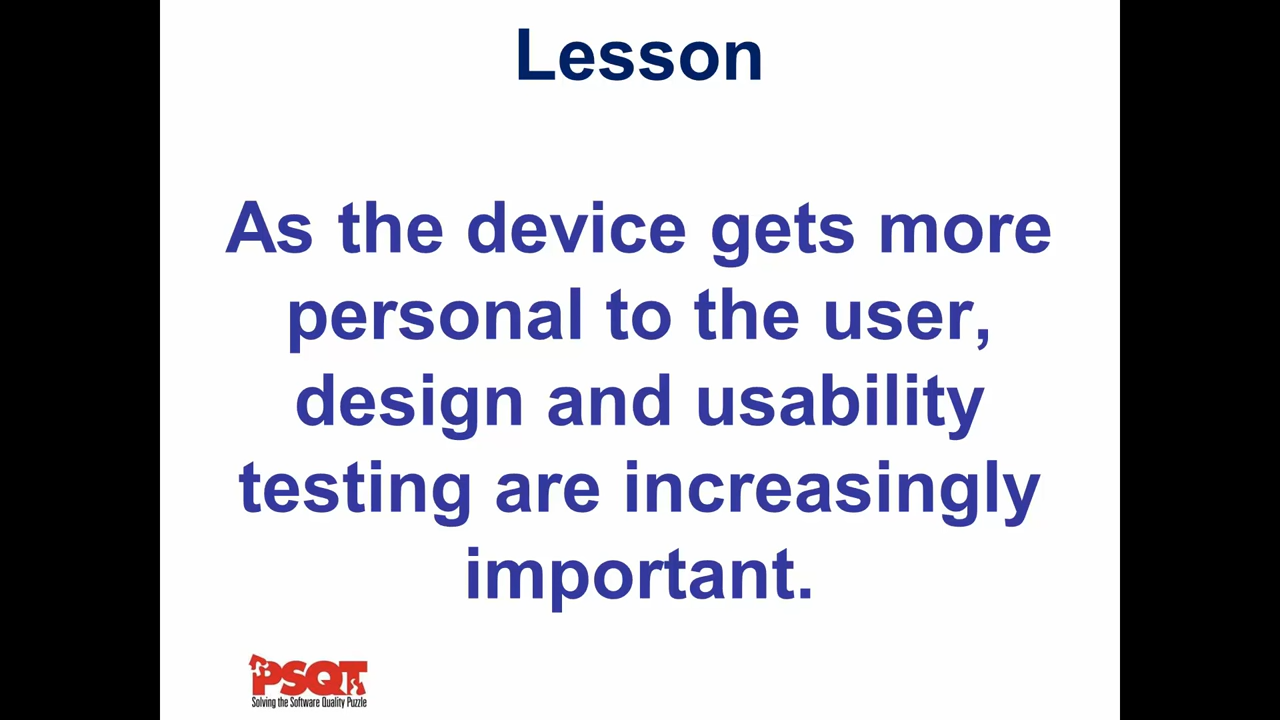 Lesson
As the device gets more
personal to the user,
design and usability
testing are increasingly
important.
PSQT
Solving the Software Quality Puzzle